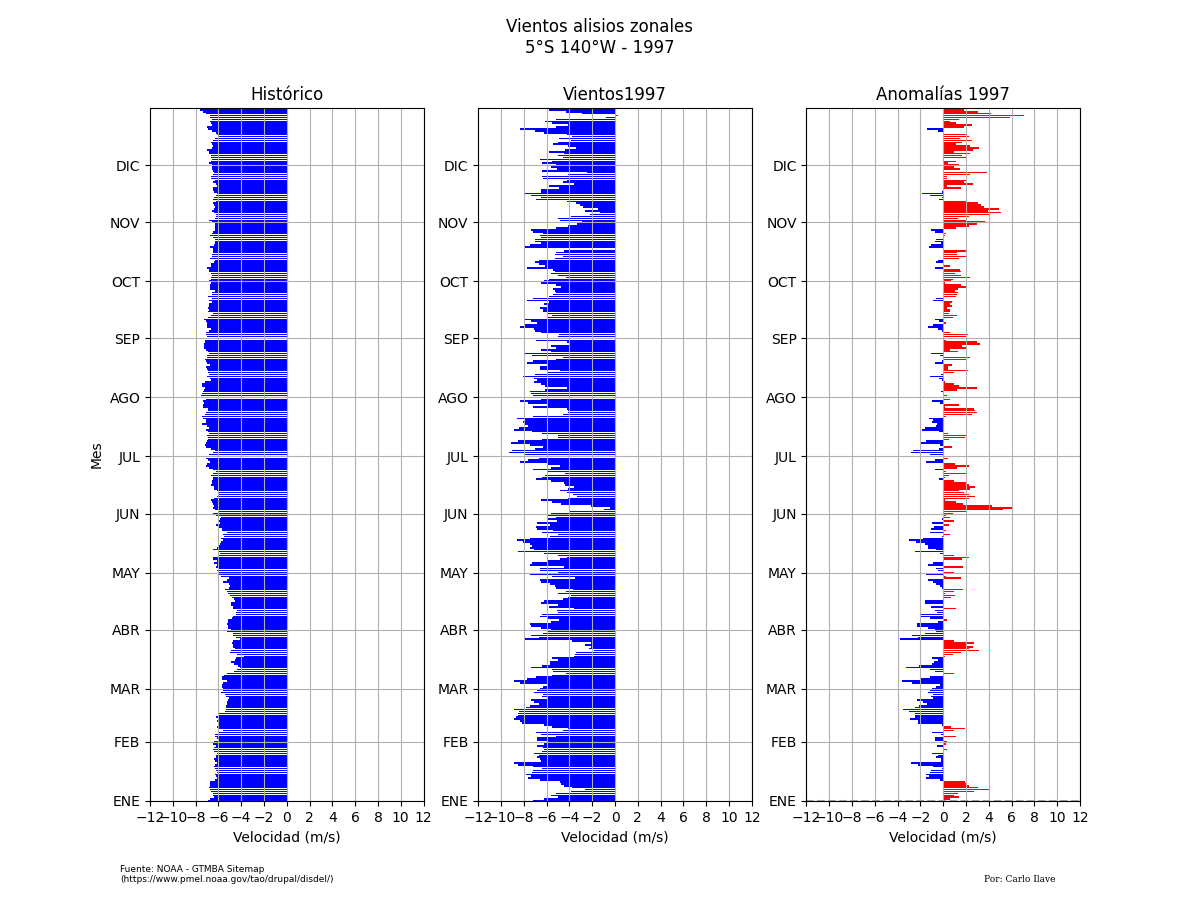 Vientos alisios zonales
5°S 140°W - 1997
Histórico
Vientos1997
Anomalías 1997
DIC
NOV
OCT
SEP
AGO
JUL
JUN
MAY
ABR
MAR
FEB
ENE
Mes
−12 −10 −8 −6 −4 −2 0 2 4 6 8 10 12
Velocidad (m/s)
DIC
NOV
OCT
SEP
AGO
JUL
JUN
MAY
ABR
MAR
FEB
ENE
−12 −10 −8 −6 −4 −2 0 2 4 6 8 10 12
Velocidad (m/s)
DIC
NOV
OCT
SEP
AGO
JUL
JUN
MAY
ABR
MAR
FEB
ENE
−12 −10 −8 −6 −4 −2 0 2 4 6 8 10 12
Velocidad (m/s)
Fuente: NOAA - GTMBA Sitemap
(https://www.pmel.noaa.gov/tao/drupal/disdel/)
Por: Carlo Ilave